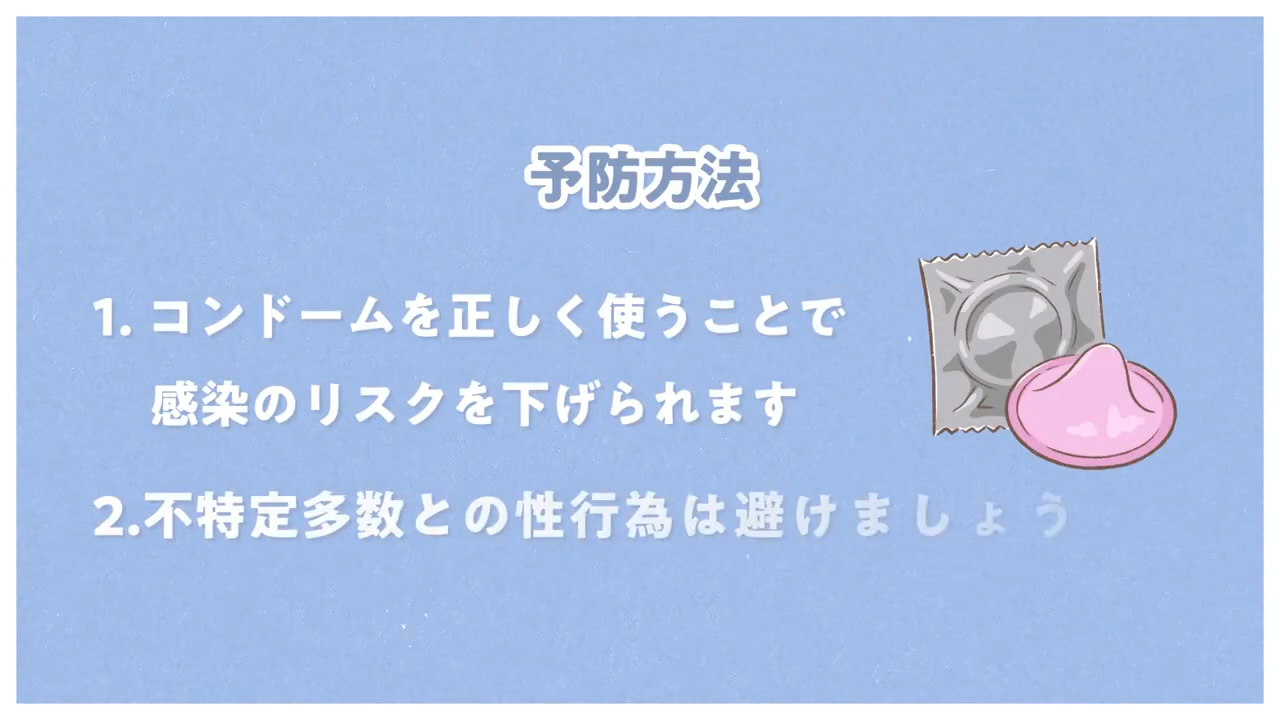 予防方法
1. コンドームを正しく使うことで
感染のリスクを下げられます
2.不特定多数との性行為は避けましょう